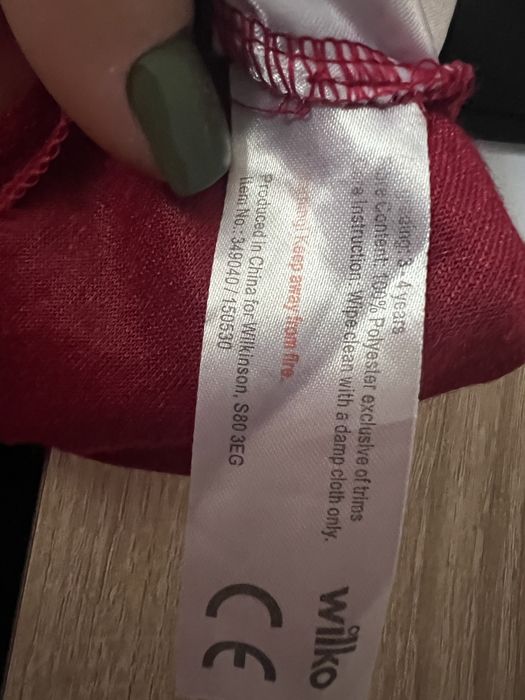 3 - 4 years
Content: 100% Polyester exclusive of trims
Instruction: Wipe clean with a damp cloth only.
Keep away from fire.
Produced in China for Wilkinson, S80 3EG
Item No.: 349040 / 150530
wilko
CE